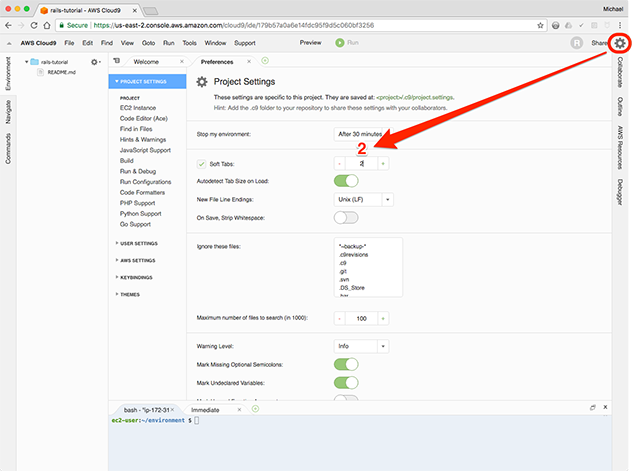 rails-tutorial - AWS Cloud9
Michael
Secure https://us-east-2.console.aws.amazon.com/cloud9/ide/179b57a0a6e14fdc95f9d5c060bf3256
AWS Cloud9 File Edit Find View Goto Run Tools Window Support Preview Run R Share
Environment
Navigate
Commands
rails-tutorial
README.md
Welcome Preferences
PROJECT SETTINGS
PROJECT
EC2 Instance
Code Editor (Ace)
Find in Files
Hints & Warnings
JavaScript Support
Build
Run & Debug
Run Configurations
Code Formatters
PHP Support
Python Support
Go Support
USER SETTINGS
AWS SETTINGS
KEYBINDINGS
THEMES
Project Settings
These settings are specific to this project. They are saved at: <project>/.c9/project.settings.
Hint: Add the .c9 folder to your repository to share these settings with your collaborators.
Stop my environment: After 30 minutes
2
Soft Tabs: - 2 +
Autodetect Tab Size on Load:
New File Line Endings: Unix (LF)
On Save, Strip Whitespace:
Ignore these files: *~backup-*
.c9revisions
.c9
.git
.svn
.DS_Store
.bar
Maximum number of files to search (in 1000): - 100 +
Warning Level: Info
Mark Missing Optional Semicolons:
Mark Undeclared Variables:
Collaborate
Outline
AWS Resources
Debugger
bash - "ip-172-31 Immediate
ec2-user:~/environment $